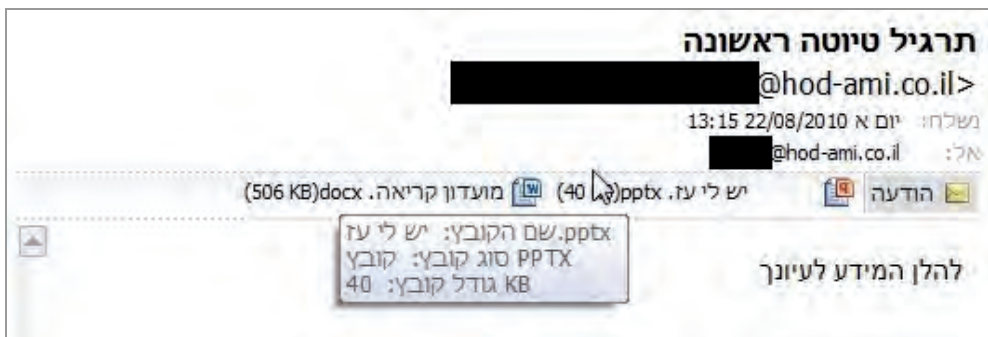 תרגיל טיוטה ראשונה
@hod-ami.co.il>
נשלח: יום א 22/08/2010 13:15
אל: @hod-ami.co.il
הודעה יש לי עז. pptx(40 מועדון קריאה. docx(506 KB)
שם הקובץ: יש לי עז.pptx
סוג קובץ: קובץ PPTX
גודל קובץ: 40 KB
להלן המידע לעיונך